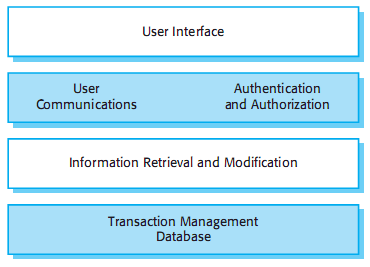 User Interface
User Communications
Authentication and Authorization
Information Retrieval and Modification
Transaction Management
Database